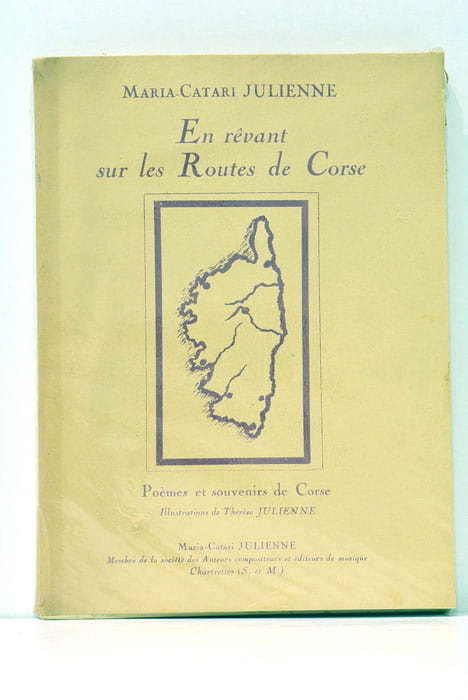 MARIA-CATARI JULIENNE
En rêvant
sur les Routes de Corse
Poèmes et souvenirs de Corse
Illustrations de Thérèse JULIENNE
Maria-Catari JULIENNE
Membre de la société des Auteurs compositeurs et éditeurs de musique
Chartrettes (S. et M.)